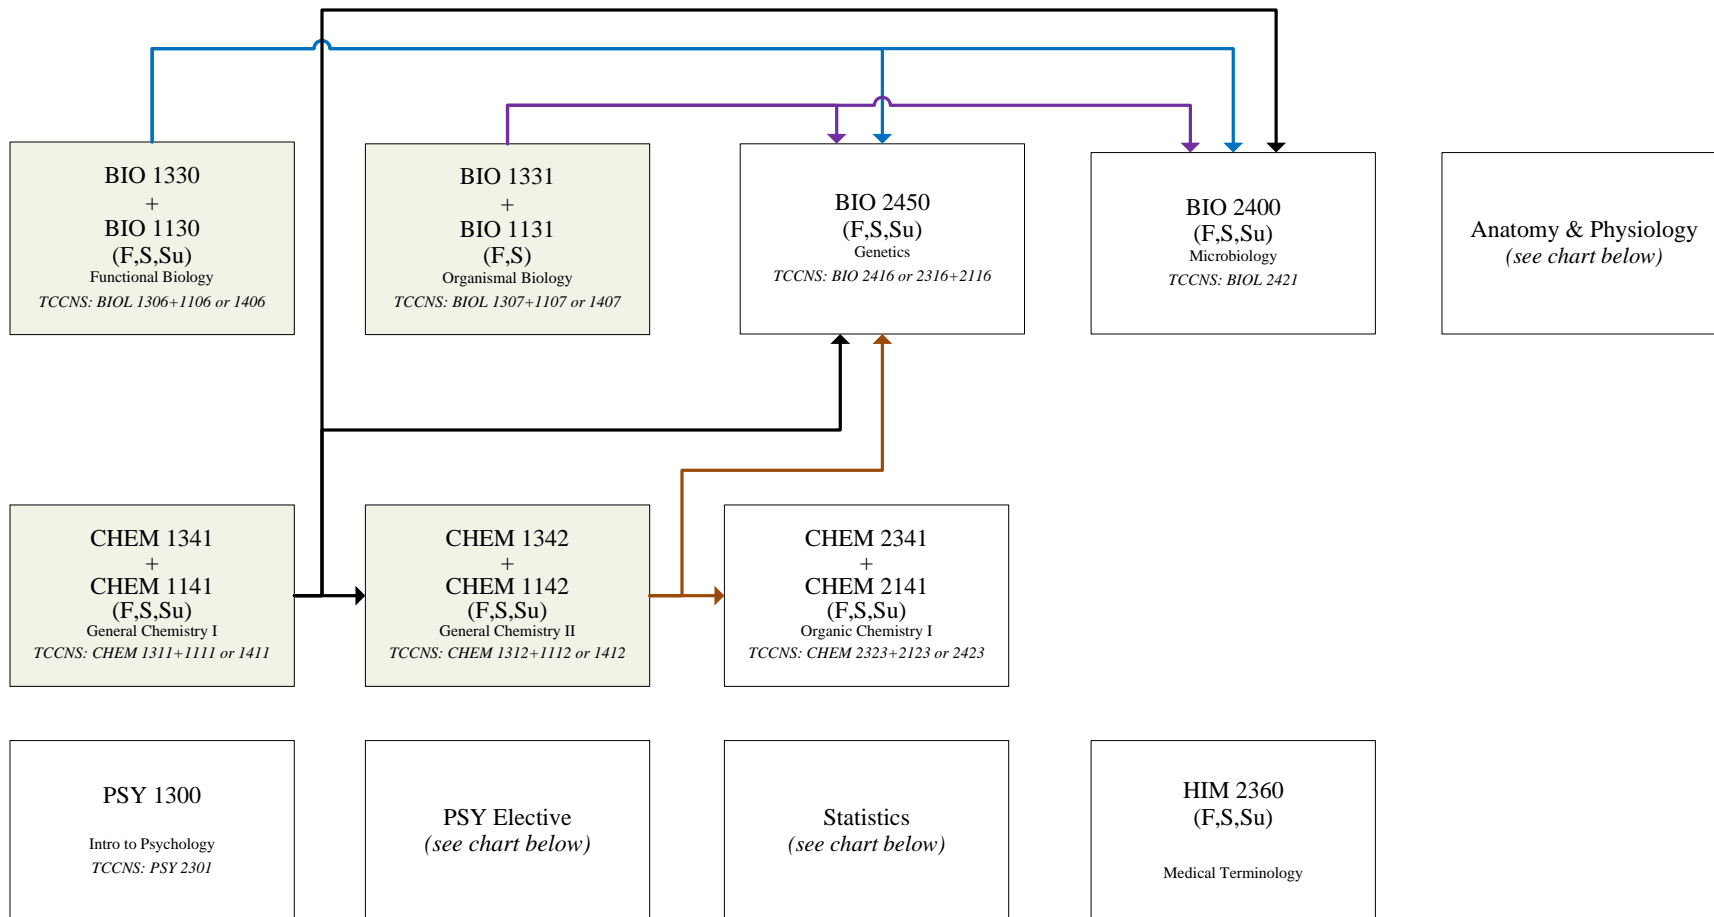 BIO 1330
+
BIO 1130
(F,S,Su)
Functional Biology
TCCNS: BIOL 1306+1106 or 1406
BIO 1331
+
BIO 1131
(F,S)
Organismal Biology
TCCNS: BIOL 1307+1107 or 1407
BIO 2450
(F,S,Su)
Genetics
TCCNS: BIO 2416 or 2316+2116
BIO 2400
(F,S,Su)
Microbiology
TCCNS: BIOL 2421
Anatomy & Physiology
(see chart below)
CHEM 1341
+
CHEM 1141
(F,S,Su)
General Chemistry I
TCCNS: CHEM 1311+1111 or 1411
CHEM 1342
+
CHEM 1142
(F,S,Su)
General Chemistry II
TCCNS: CHEM 1312+1112 or 1412
CHEM 2341
+
CHEM 2141
(F,S,Su)
Organic Chemistry I
TCCNS: CHEM 2323+2123 or 2423
PSY 1300
Intro to Psychology
TCCNS: PSY 2301
PSY Elective
(see chart below)
Statistics
(see chart below)
HIM 2360
(F,S,Su)
Medical Terminology